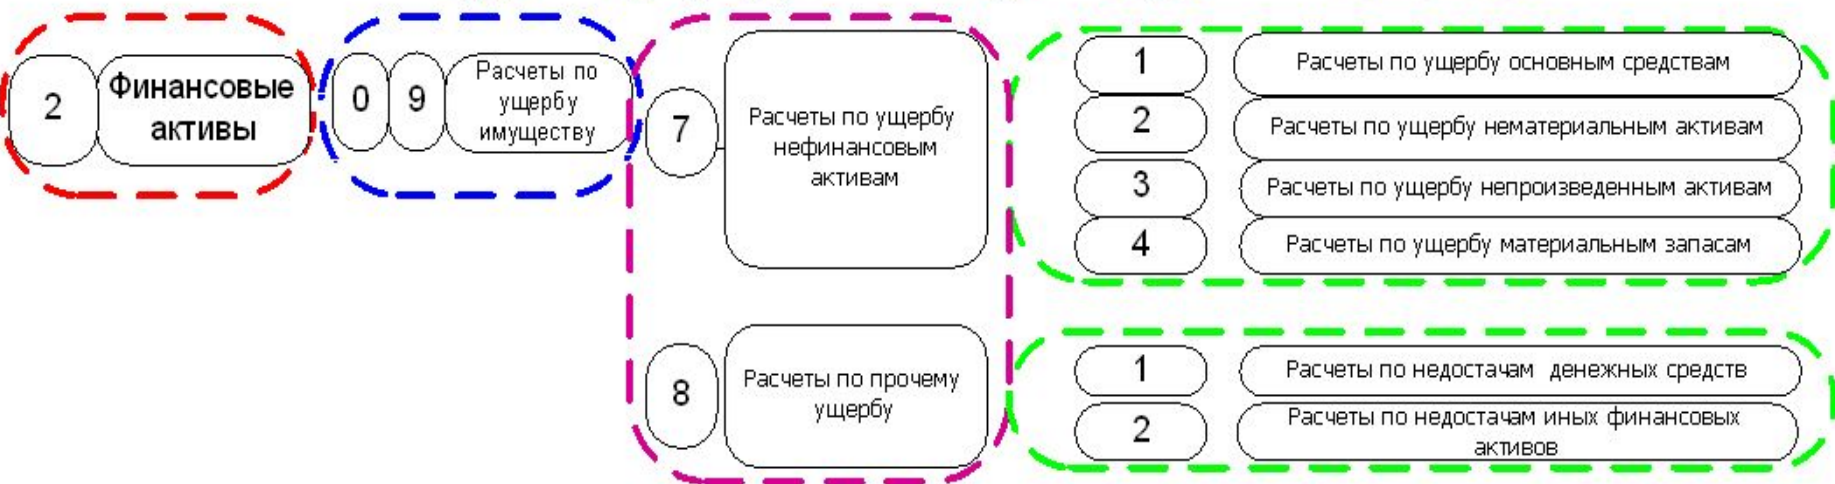 2
Финансовые
активы
0
9
Расчеты по
ущербу
имуществу
7
Расчеты по ущербу
нефинансовым
активам
1
Расчеты по ущербу основным средствам
2
Расчеты по ущербу нематериальным активам
3
Расчеты по ущербу непроизведенным активам
4
Расчеты по ущербу материальным запасам
8
Расчеты по прочему
ущербу
1
Расчеты по недостачам денежных средств
2
Расчеты по недостачам иных финансовых
активов